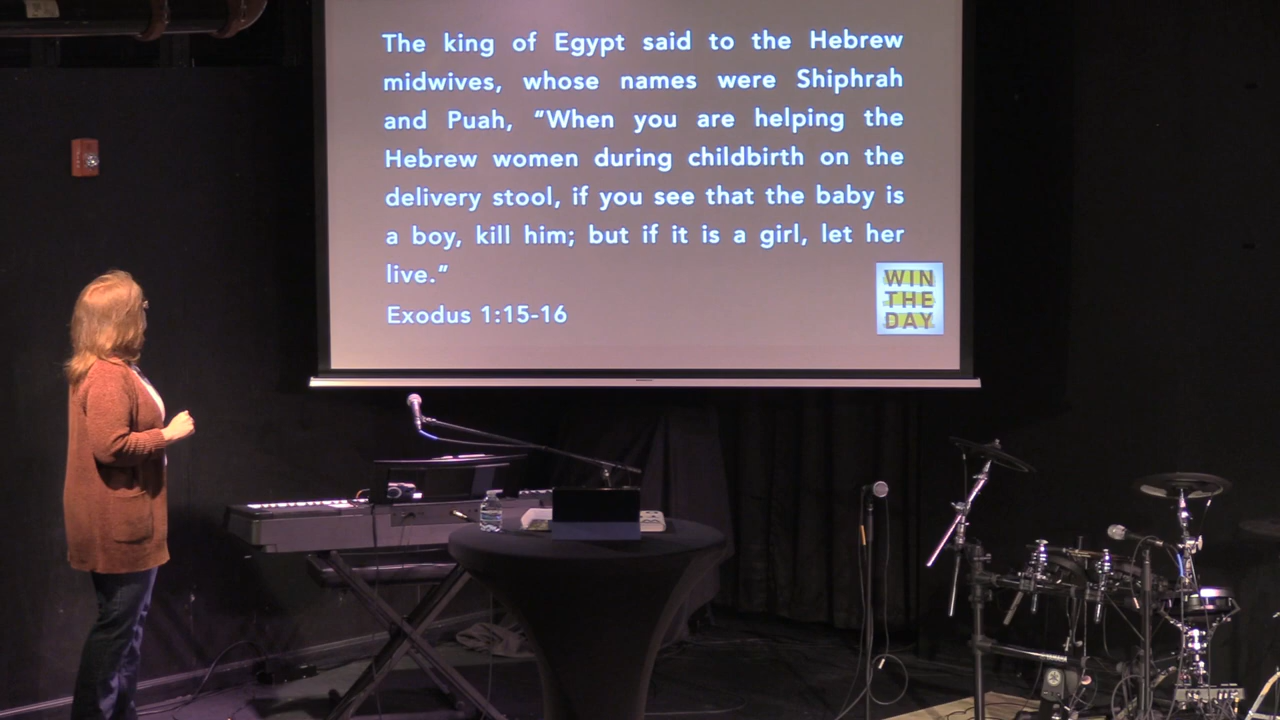 The king of Egypt said to the Hebrew
midwives, whose names were Shiphrah
and Puah, “When you are helping the
Hebrew women during childbirth on the
delivery stool, if you see that the baby is
a boy, kill him; but if it is a girl, let her
live.”
Exodus 1:15-16
WIN
THE
DAY